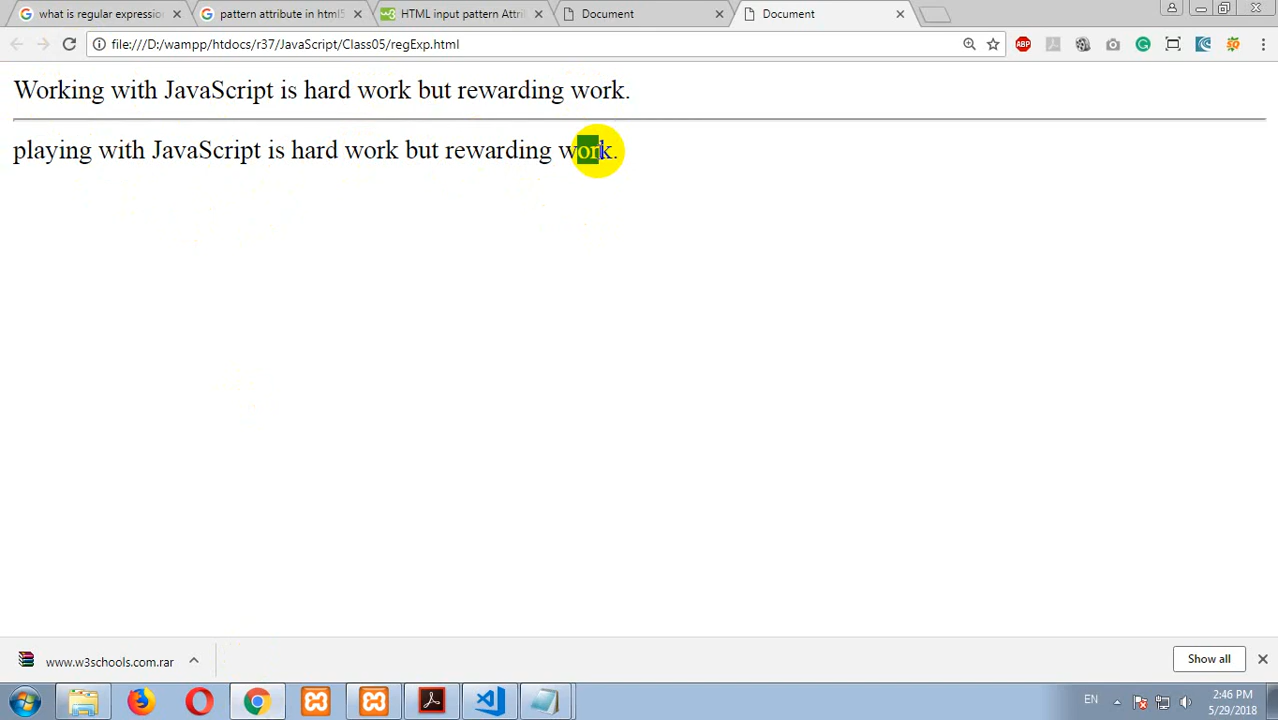 what is regular expressio
pattern attribute in html5
HTML input pattern Attri
Document
Document
file:///D:/wampp/htdocs/r37/JavaScript/Class05/regExp.html
ABP
Working with JavaScript is hard work but rewarding work.
playing with JavaScript is hard work but rewarding work.
www.w3schools.com.rar
Show all
EN
2:46 PM
5/29/2018